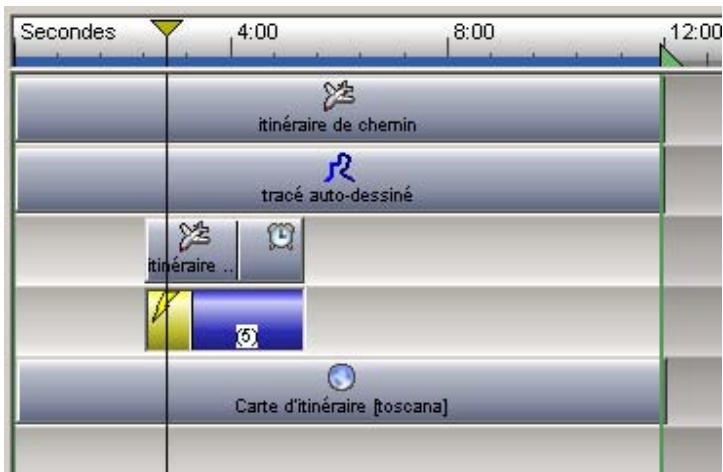 Secondes 4:00 8:00 12:00
itinéraire de chemin
tracé auto-dessiné
itinéraire ...
(5)
Carte d'itinéraire [toscana]